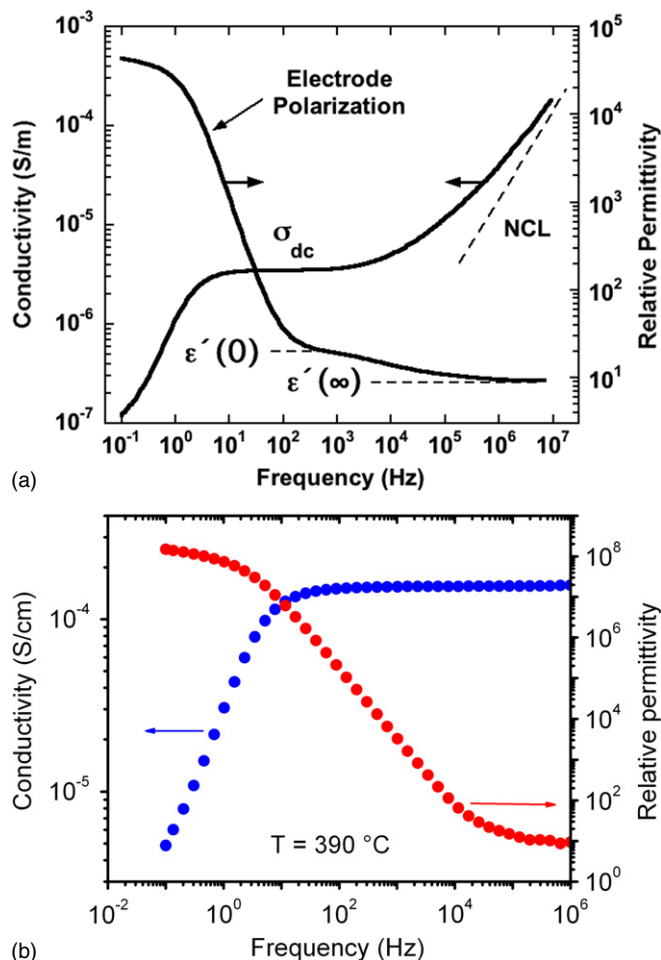 10⁻³
10⁻⁴
10⁻⁵
10⁻⁶
10⁻⁷
Conductivity (S/m)
10⁵
10⁴
10³
10²
10¹
Relative Permittivity
Electrode
Polarization
σdc
NCL
ε´(0)
ε´(∞)
10⁻¹ 10⁰ 10¹ 10² 10³ 10⁴ 10⁵ 10⁶ 10⁷
Frequency (Hz)
(a)
10⁻⁴
10⁻⁵
Conductivity (S/cm)
10⁸
10⁶
10⁴
10²
10⁰
Relative permittivity
T = 390 °C
10⁻² 10⁰ 10² 10⁴ 10⁶
Frequency (Hz)
(b)